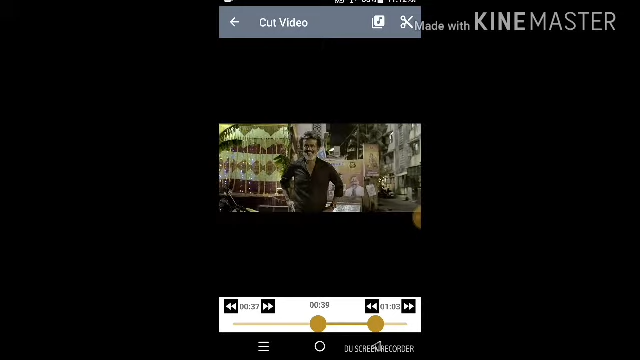 Cut Video
Made with KINEMASTER
00:37
00:39
01:03
DU SCREEN RECORDER